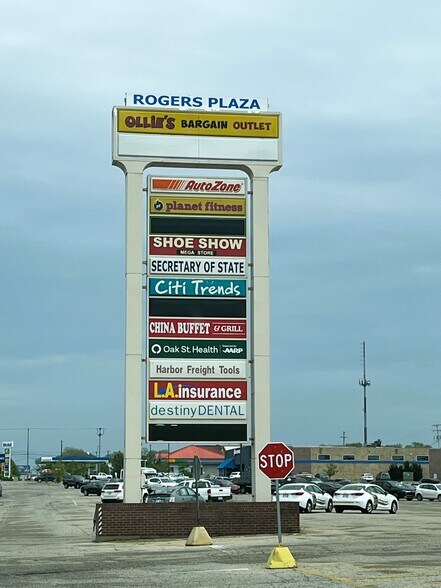 ROGERS PLAZA
OLLIE'S BARGAIN OUTLET
AutoZone
planet fitness
SHOE SHOW
MEGA STORE
SECRETARY OF STATE
Citi Trends
CHINA BUFFET & GRILL
Oak St. Health AARP
Harbor Freight Tools
L.A.insurance
destinyDENTAL
STOP